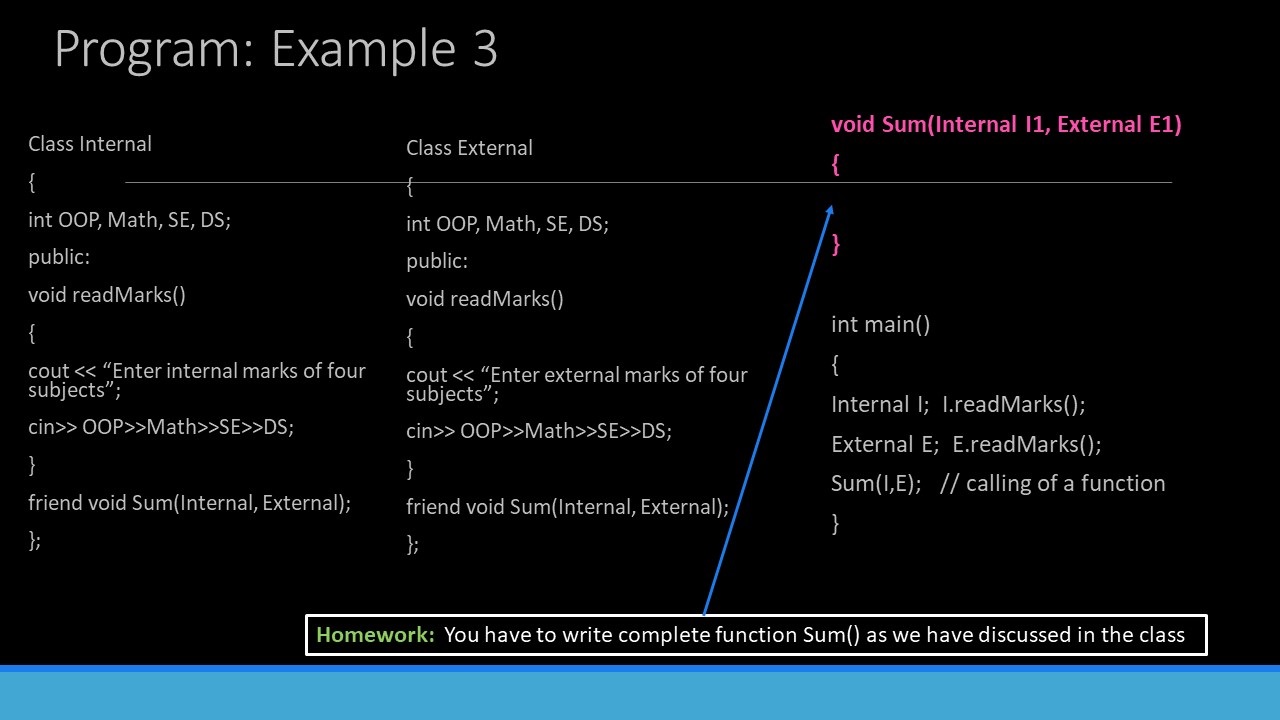 Program: Example 3
Class Internal
{
int OOP, Math, SE, DS;
public:
void readMarks()
{
cout << “Enter internal marks of four
subjects”;
cin>> OOP>>Math>>SE>>DS;
}
friend void Sum(Internal, External);
};
Class External
{
int OOP, Math, SE, DS;
public:
void readMarks()
{
cout << “Enter external marks of four
subjects”;
cin>> OOP>>Math>>SE>>DS;
}
friend void Sum(Internal, External);
};
void Sum(Internal I1, External E1)
{
}
int main()
{
Internal I;  I.readMarks();
External E;  E.readMarks();
Sum(I,E);   // calling of a function
}
Homework:  You have to write complete function Sum() as we have discussed in the class